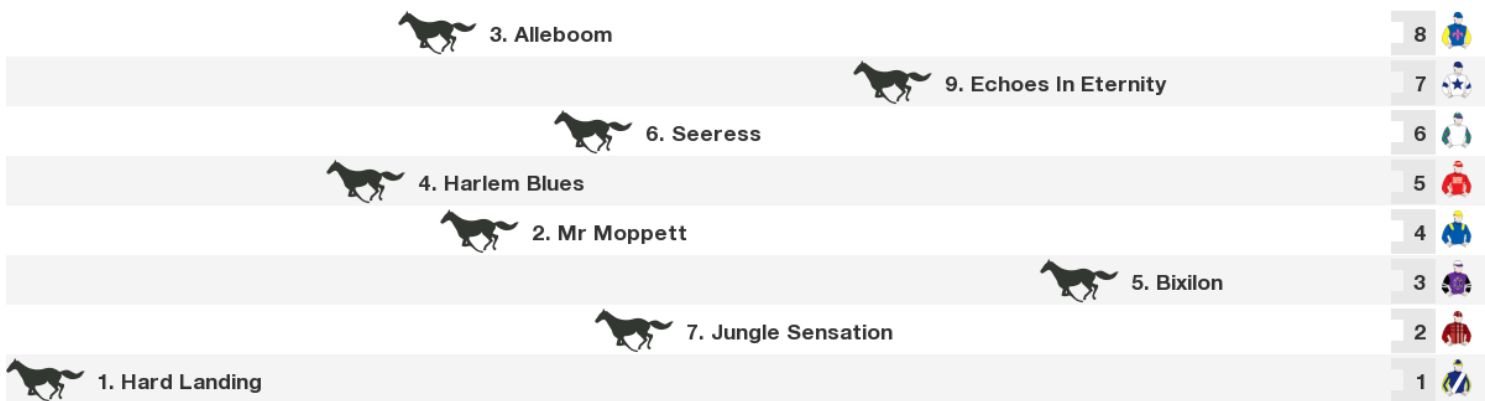 3. Alleboom 8
9. Echoes In Eternity 7
6. Seeress 6
4. Harlem Blues 5
2. Mr Moppett 4
5. Bixilon 3
7. Jungle Sensation 2
1. Hard Landing 1